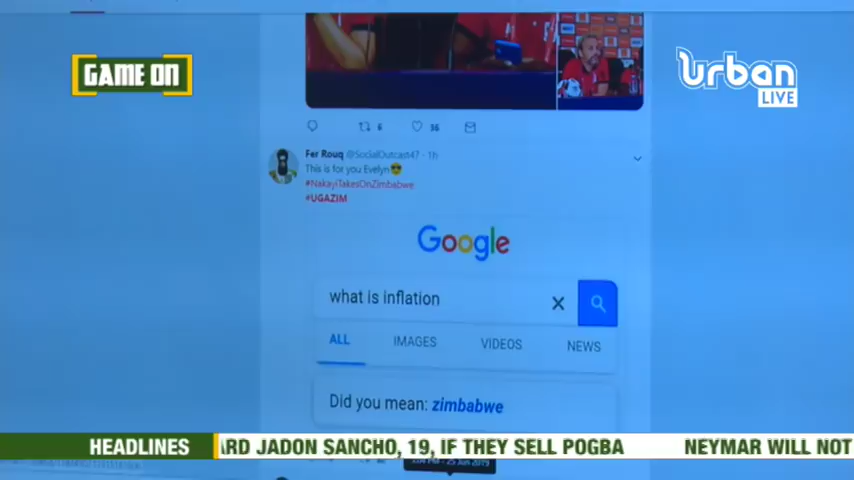 GAME ON
urban
LIVE
6
36
Fer Rouq @SocialOutcast47 · 1h
This is for you Evelyn
#NakayiTakesOnZimbabwe
#UGAZIM
Google
what is inflation
ALL IMAGES VIDEOS NEWS
Did you mean: zimbabwe
HEADLINES ARD JADON SANCHO, 19, IF THEY SELL POGBA NEYMAR WILL NOT